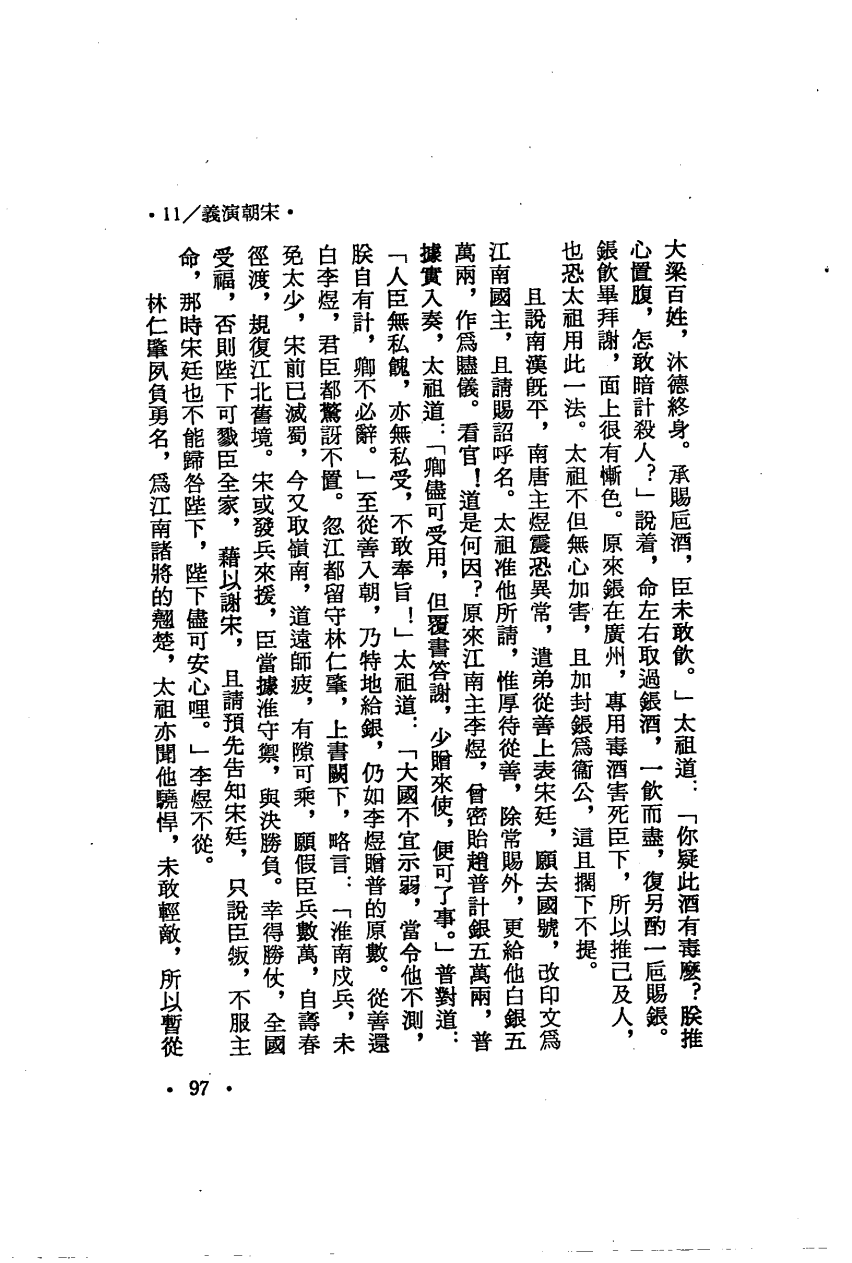 •11／義演朝宋•
大梁百姓，沐德終身。承賜巵酒，臣未敢飲。」太祖道：「你疑此酒有毒麼？朕推
心置腹，怎敢暗計殺人？」說着，命左右取過鋹酒，一飲而盡，復另酌一巵賜鋹。
鋹飲畢拜謝，面上很有慚色。原來鋹在廣州，專用毒酒害死臣下，所以推己及人，
也恐太祖用此一法。太祖不但無心加害，且加封鋹爲衞公，這且擱下不提。
且說南漢旣平，南唐主煜震恐異常，遣弟從善上表宋廷，願去國號，改印文爲
江南國主，且請賜詔呼名。太祖准他所請，惟厚待從善，除常賜外，更給他白銀五
萬兩，作爲贐儀。看官！道是何因？原來江南主李煜，曾密貽趙普計銀五萬兩，普
據實入奏，太祖道：「卿儘可受用，但覆書答謝，少贈來使，便可了事。」普對道：
「人臣無私餽，亦無私受，不敢奉旨！」太祖道：「大國不宜示弱，當令他不測，
朕自有計，卿不必辭。」至從善入朝，乃特地給銀，仍如李煜贈普的原數。從善還
白李煜，君臣都驚訝不置。忽江都留守林仁肇，上書闕下，略言：「淮南戍兵，未
免太少，宋前已滅蜀，今又取嶺南，道遠師疲，有隙可乘，願假臣兵數萬，自壽春
徑渡，規復江北舊境。宋或發兵來援，臣當據淮守禦，與決勝負。幸得勝仗，全國
受福，否則陛下可戮臣全家，藉以謝宋，且請預先告知宋廷，只說臣叛，不服主
命，那時宋廷也不能歸咎陛下，陛下儘可安心哩。」李煜不從。
林仁肇夙負勇名，爲江南諸將的翹楚，太祖亦聞他驍悍，未敢輕敵，所以暫從
•97•